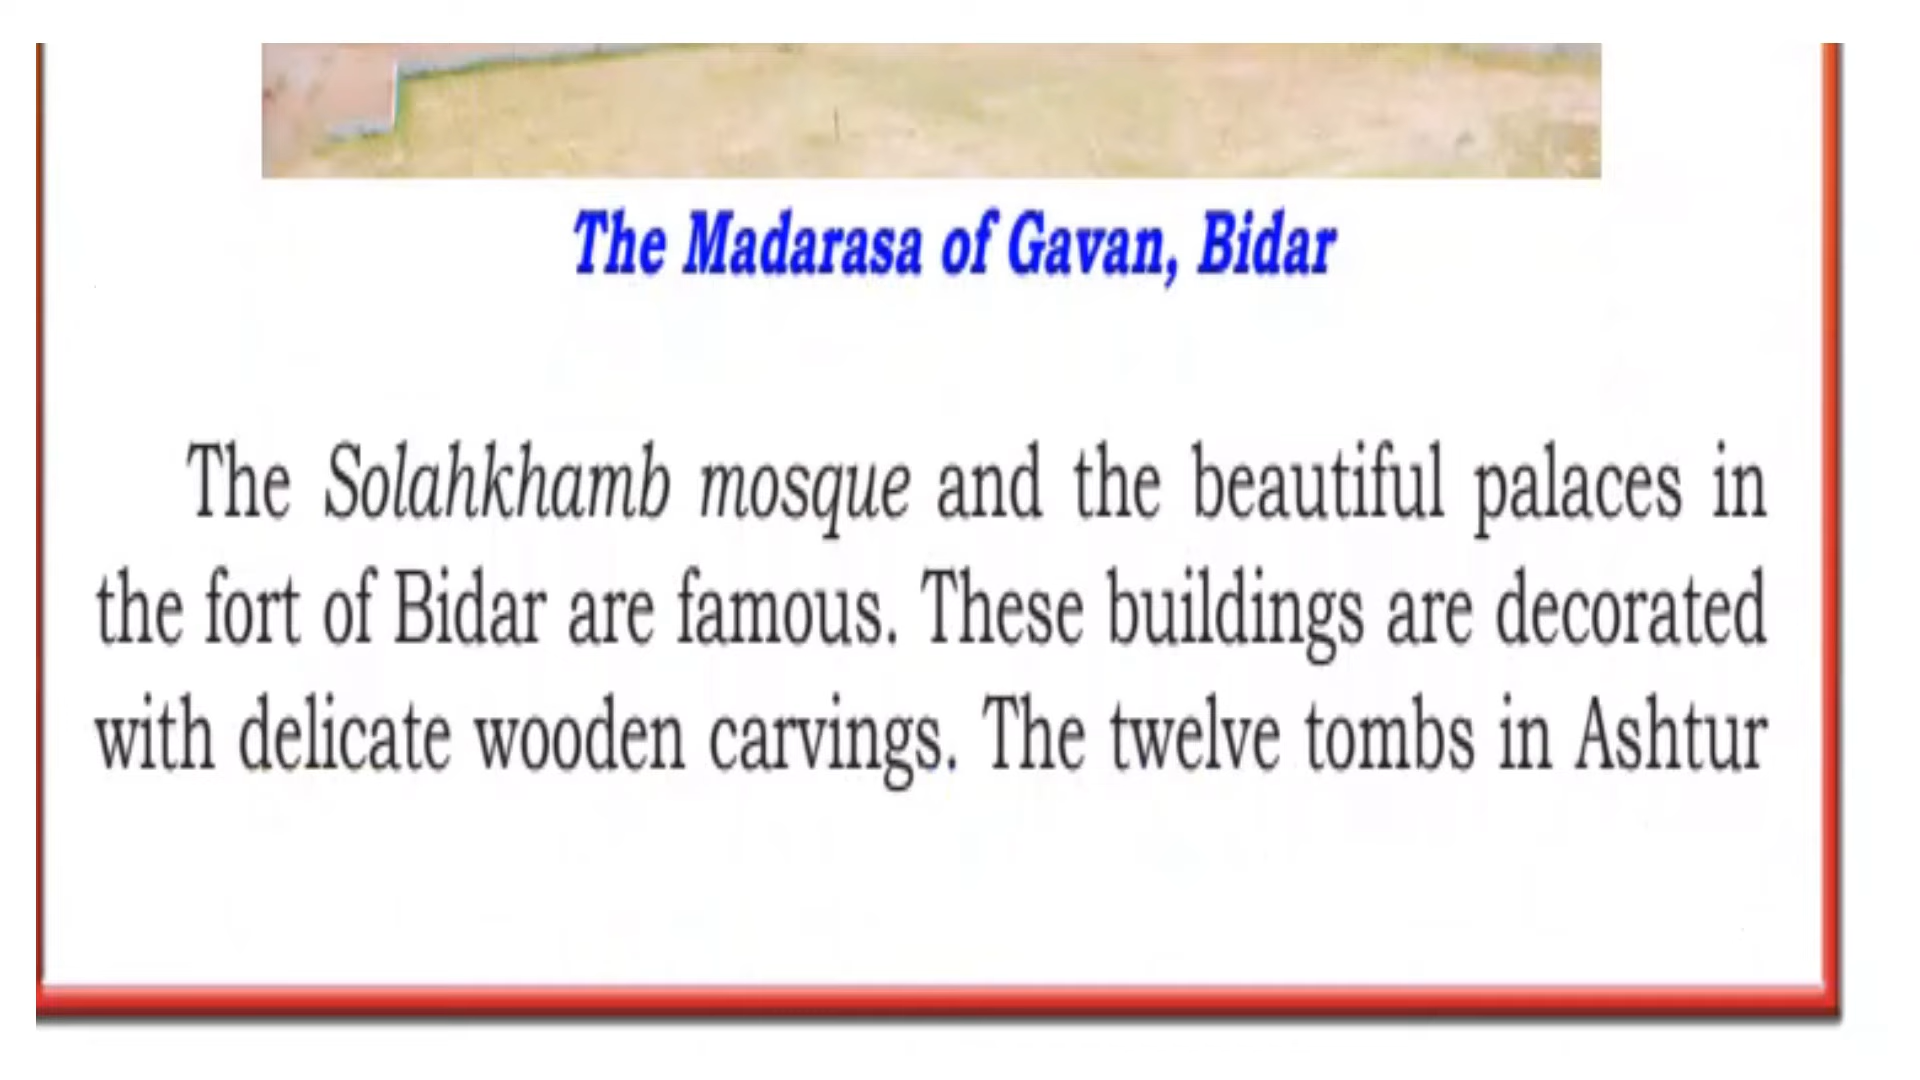 The Madarasa of Gavan, Bidar
The Solahkhamb mosque and the beautiful palaces in
the fort of Bidar are famous. These buildings are decorated
with delicate wooden carvings. The twelve tombs in Ashtur